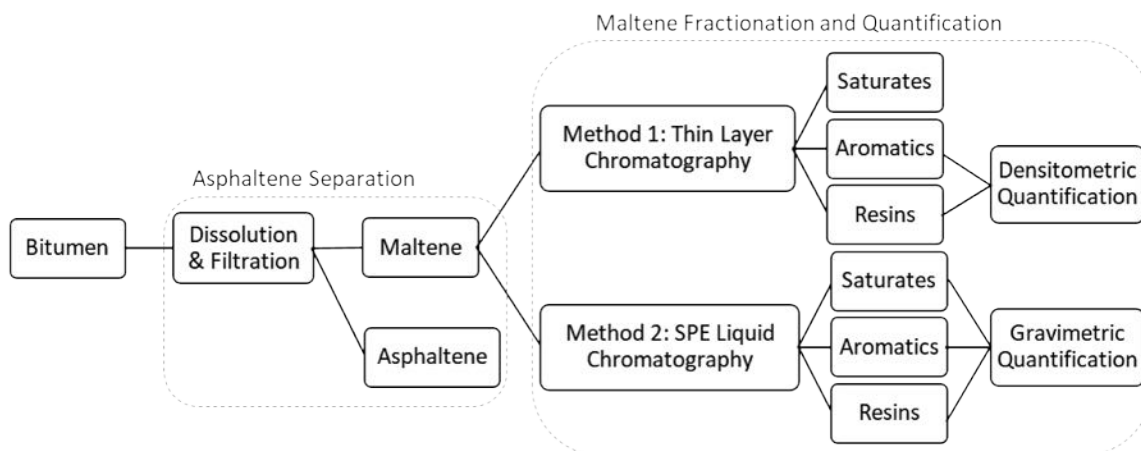 Maltene Fractionation and Quantification
Asphaltene Separation
Bitumen
Dissolution
& Filtration
Maltene
Asphaltene
Method 1: Thin Layer
Chromatography
Saturates
Aromatics
Resins
Densitometric
Quantification
Method 2: SPE Liquid
Chromatography
Saturates
Aromatics
Resins
Gravimetric
Quantification